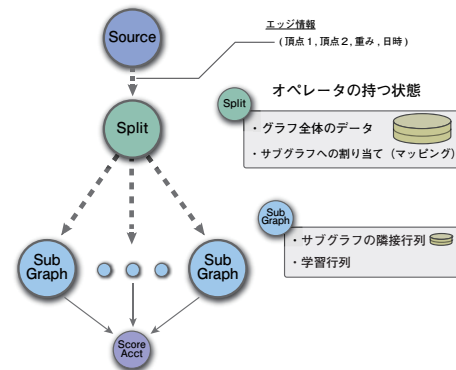 エッジ情報
(頂点1,頂点2,重み,日時)
Source
Split
オペレータの持つ状態
Split
・グラフ全体のデータ
・サブグラフへの割り当て（マッピング）
Sub
Graph
・サブグラフの隣接行列
・学習行列
Sub
Graph
Sub
Graph
Score
Acct